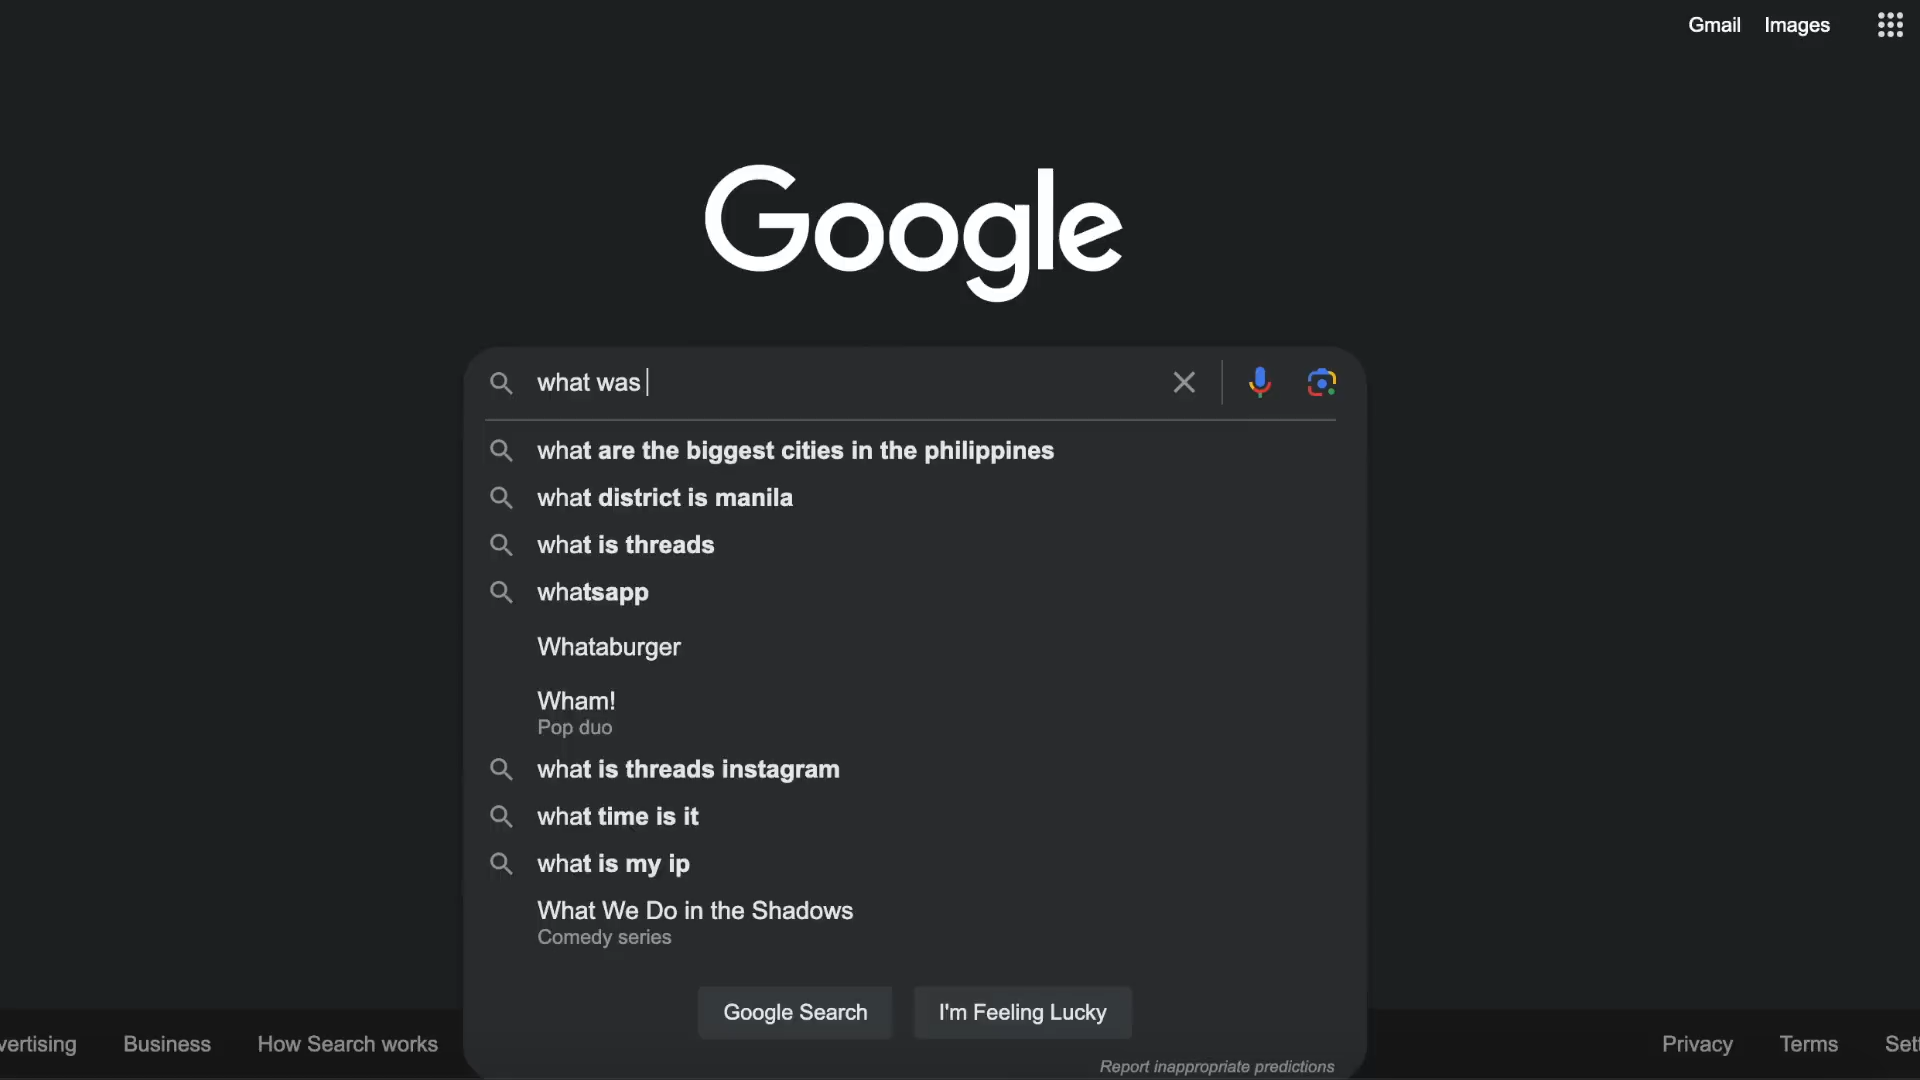 Gmail Images
Google
what was
what are the biggest cities in the philippines
what district is manila
what is threads
whatsapp
Whataburger
Wham!
Pop duo
what is threads instagram
what time is it
what is my ip
What We Do in the Shadows
Comedy series
Google Search I'm Feeling Lucky
Report inappropriate predictions
vertising Business How Search works Privacy Terms Sett